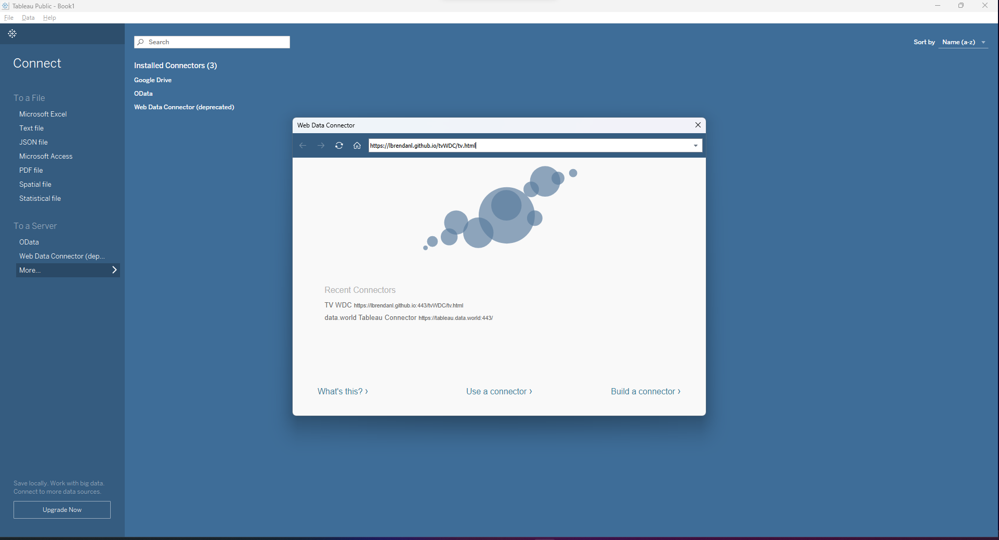 Tableau Public - Book1
File Data Help
Search
Sort by Name (a-z)
Connect
Installed Connectors (3)
Google Drive
OData
Web Data Connector (deprecated)
To a File
Microsoft Excel
Text file
JSON file
Microsoft Access
PDF file
Spatial file
Statistical file
To a Server
OData
Web Data Connector (dep...
More...
Web Data Connector
https://lbrendanl.github.io/tvWDC/tv.html
Recent Connectors
TV WDC https://lbrendanl.github.io:443/tvWDC/tv.html
data.world Tableau Connector https://tableau.data.world:443/
What's this? ›
Use a connector ›
Build a connector ›
Save locally. Work with big data.
Connect to more data sources.
Upgrade Now